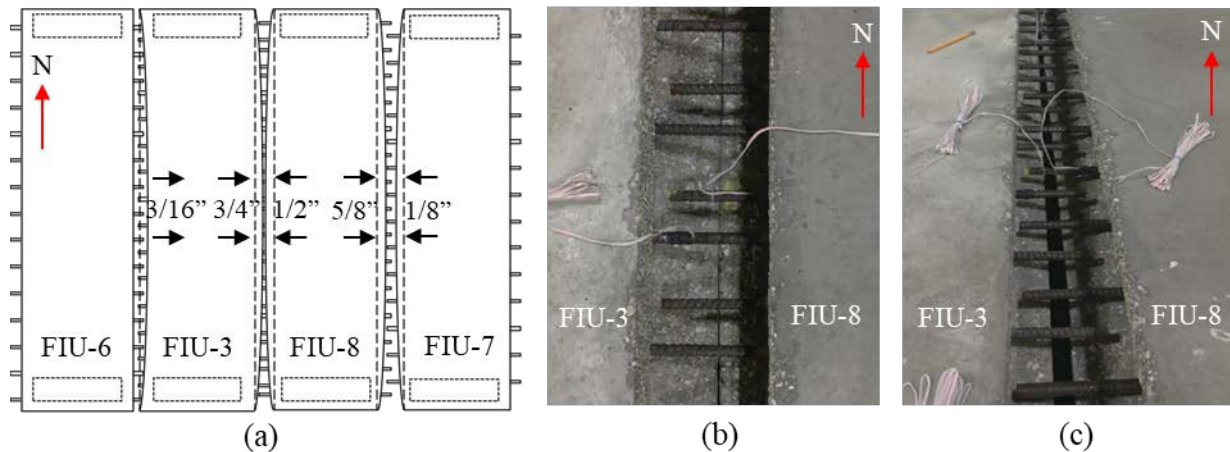 N
3/16” 3/4” 1/2” 5/8” 1/8”
FIU-6 FIU-3 FIU-8 FIU-7
(a)
N
FIU-3 FIU-8
(b)
N
FIU-3 FIU-8
(c)